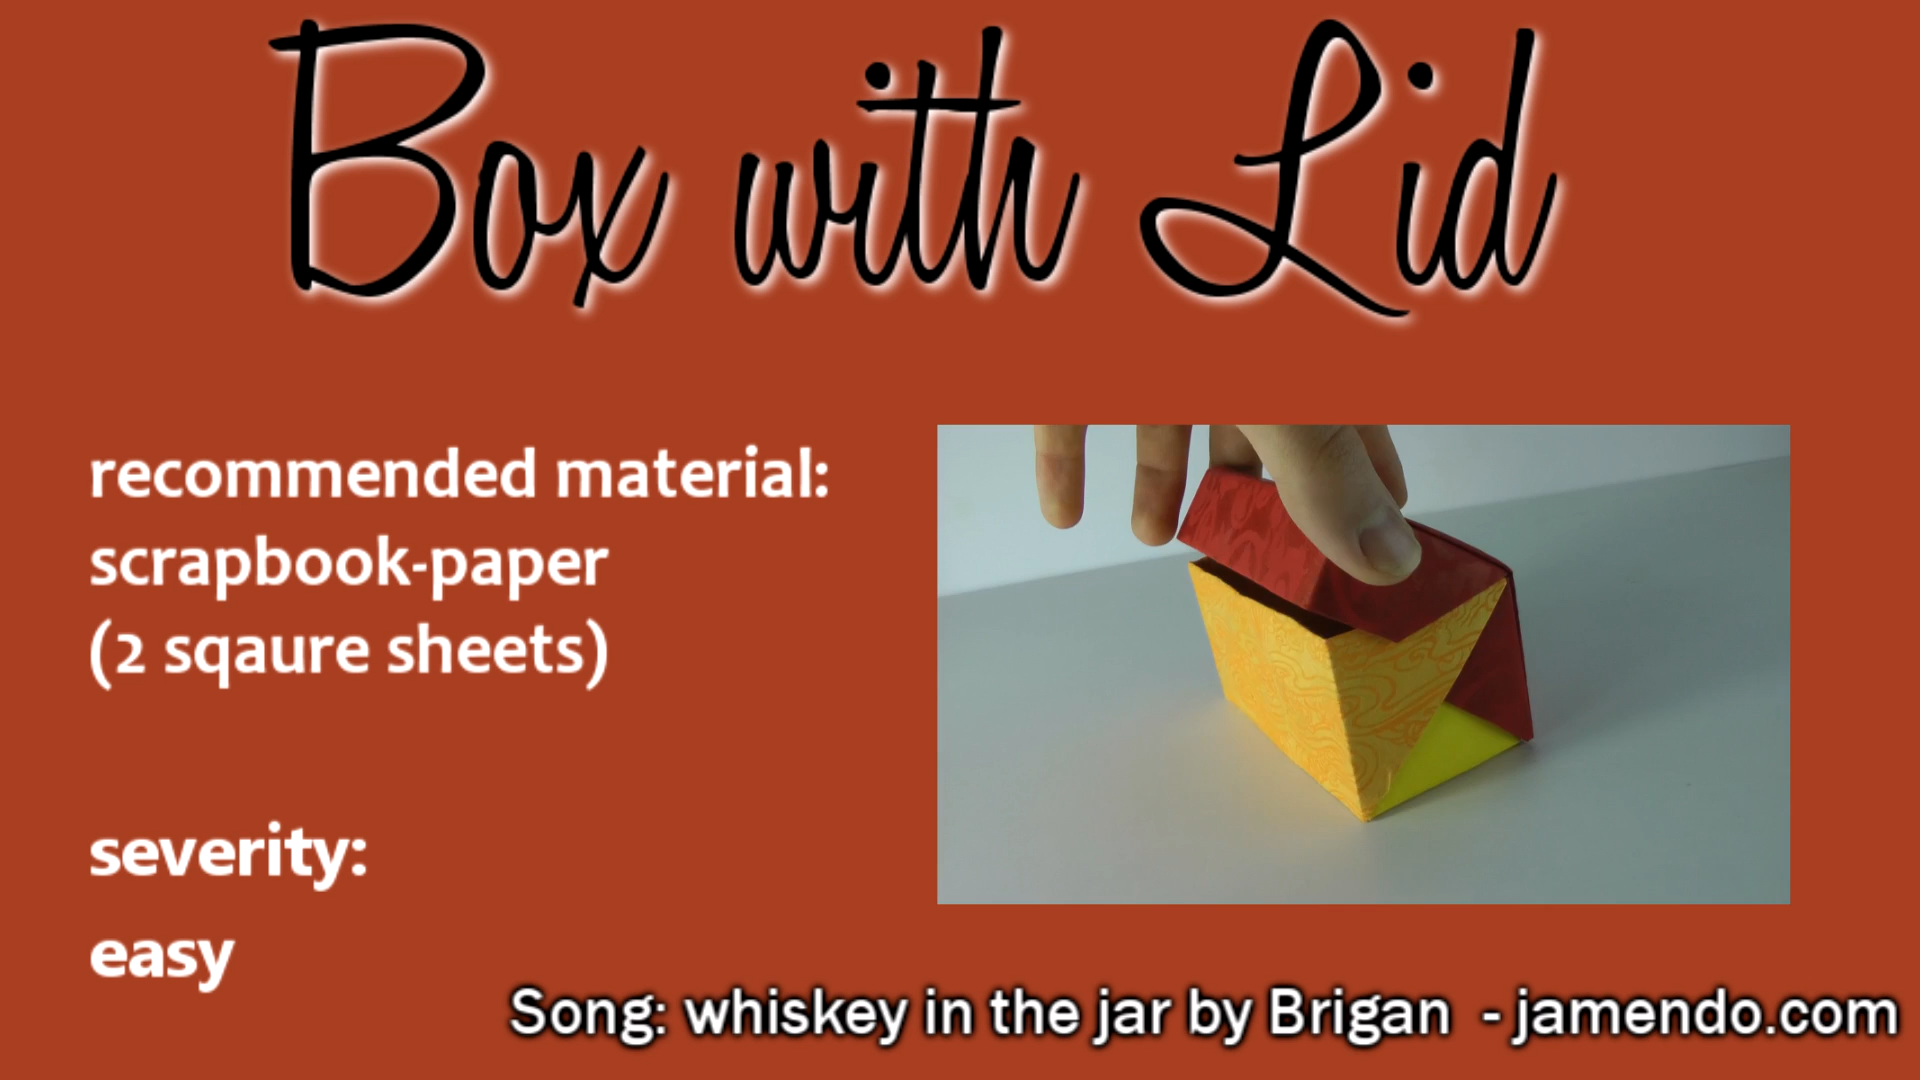 Box with Lid
recommended material:
scrapbook-paper
(2 sqaure sheets)
severity:
easy
Song: whiskey in the jar by Brigan - jamendo.com